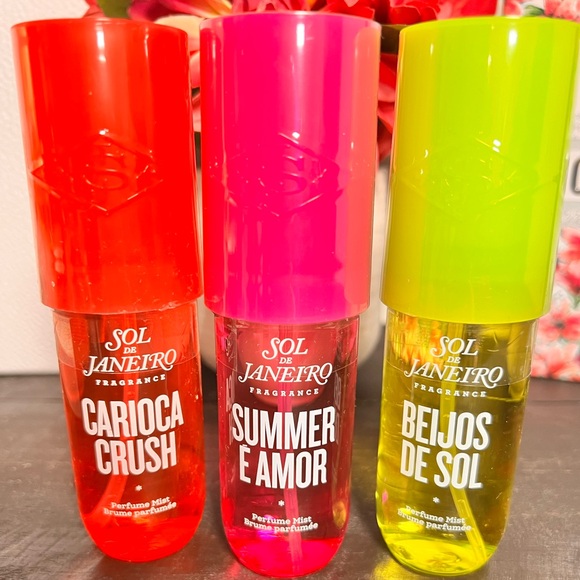 S
SOL
DE
JANEIRO
FRAGRANCE
CARIOCA
CRUSH
*
Perfume Mist
Brume parfumée
S
SOL
DE
JANEIRO
FRAGRANCE
SUMMER
É AMOR
*
Perfume Mist
Brume parfumée
SOL
DE
JANEIRO
FRAGRANCE
BEIJOS
DE SOL
*
Perfume Mist
Brume parfumée